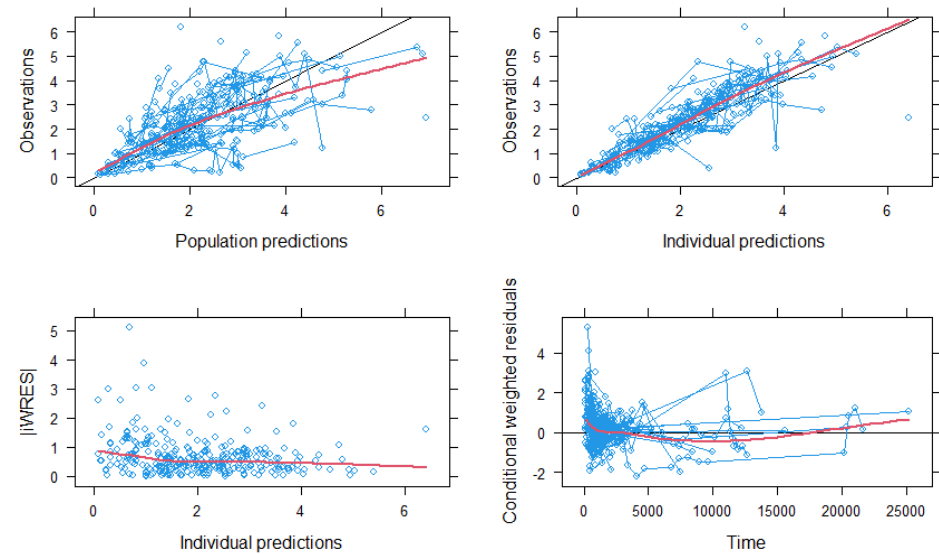 Observations
6
5
4
3
2
1
0
0 2 4 6
Population predictions
Observations
6
5
4
3
2
1
0
0 2 4 6
Individual predictions
|IWRES|
5
4
3
2
1
0
0 2 4 6
Individual predictions
Conditional weighted residuals
4
2
0
-2
0 5000 10000 15000 20000 25000
Time